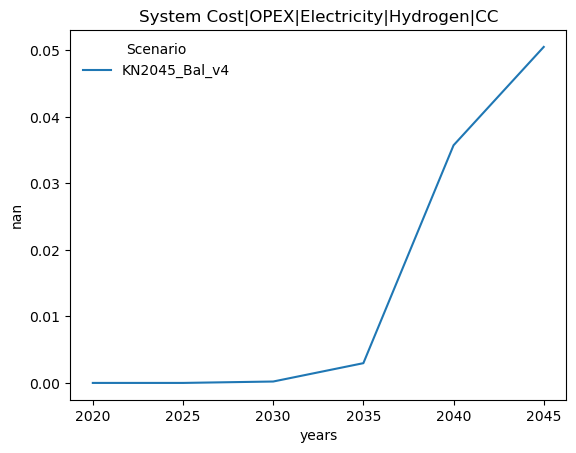 System Cost|OPEX|Electricity|Hydrogen|CC
Scenario
KN2045_Bal_v4
0.05
0.04
0.03
0.02
0.01
0.00
nan
2020 2025 2030 2035 2040 2045
years